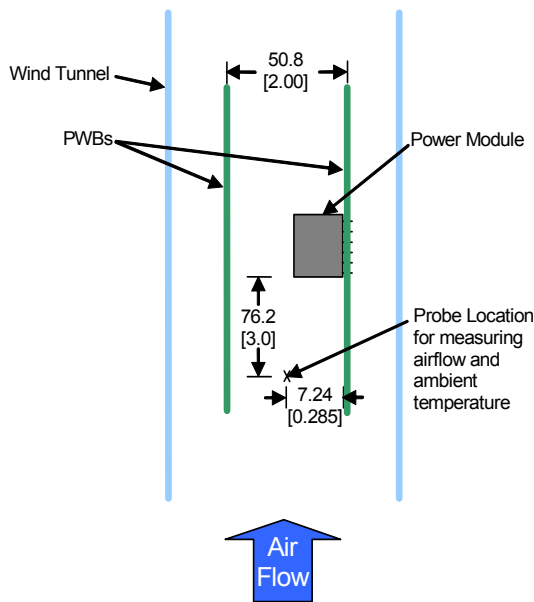 50.8
[2.00]
Wind Tunnel
PWBs
Power Module
76.2
[3.0]
x
Probe Location
for measuring
airflow and
ambient
temperature
7.24
[0.285]
Air
Flow